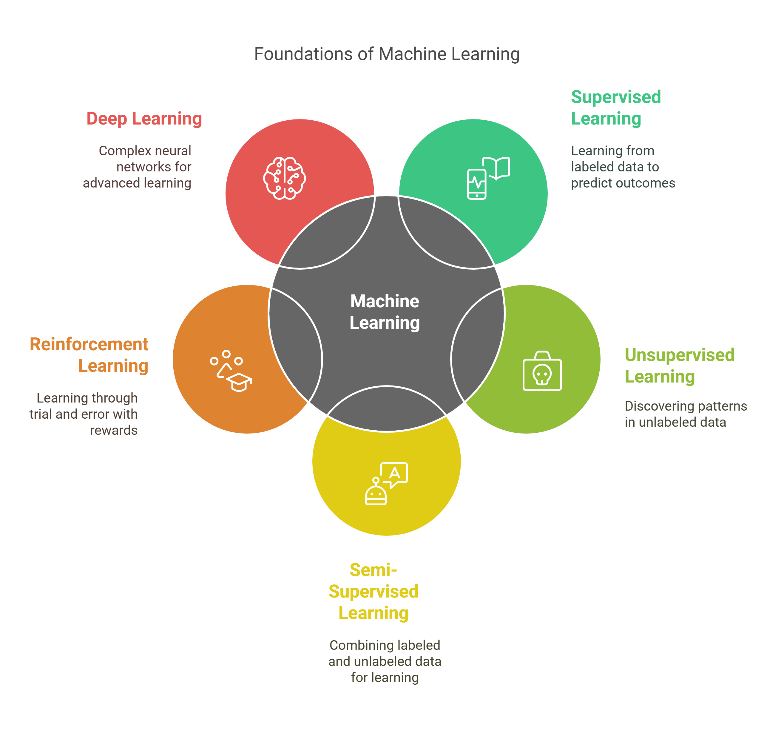 Foundations of Machine Learning
Deep Learning
Complex neural
networks for
advanced learning
Supervised
Learning
Learning from
labeled data to
predict outcomes
Machine
Learning
Reinforcement
Learning
Learning through
trial and error with
rewards
Unsupervised
Learning
Discovering patterns
in unlabeled data
A
Semi-
Supervised
Learning
Combining labeled
and unlabeled data
for learning